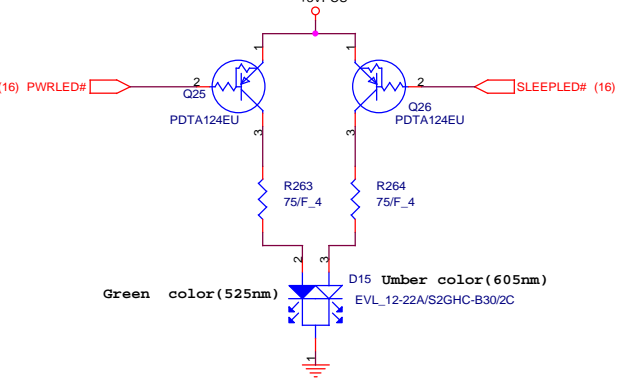 (16) PWRLED#
SLEEPLED# (16)
1
1
2
2
Q25
Q26
PDTA124EU
PDTA124EU
3
3
R263
75/F_4
R264
75/F_4
2
3
D15
Umber color(605nm)
Green color(525nm)
EVL_12-22A/S2GHC-B30/2C
1